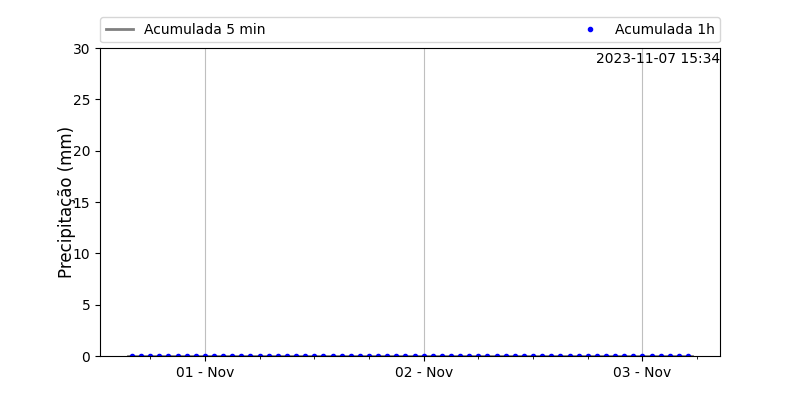 Acumulada 5 min
Acumulada 1h
2023-11-07 15:34
Precipitação (mm)
30
25
20
15
10
5
0
01 - Nov
02 - Nov
03 - Nov